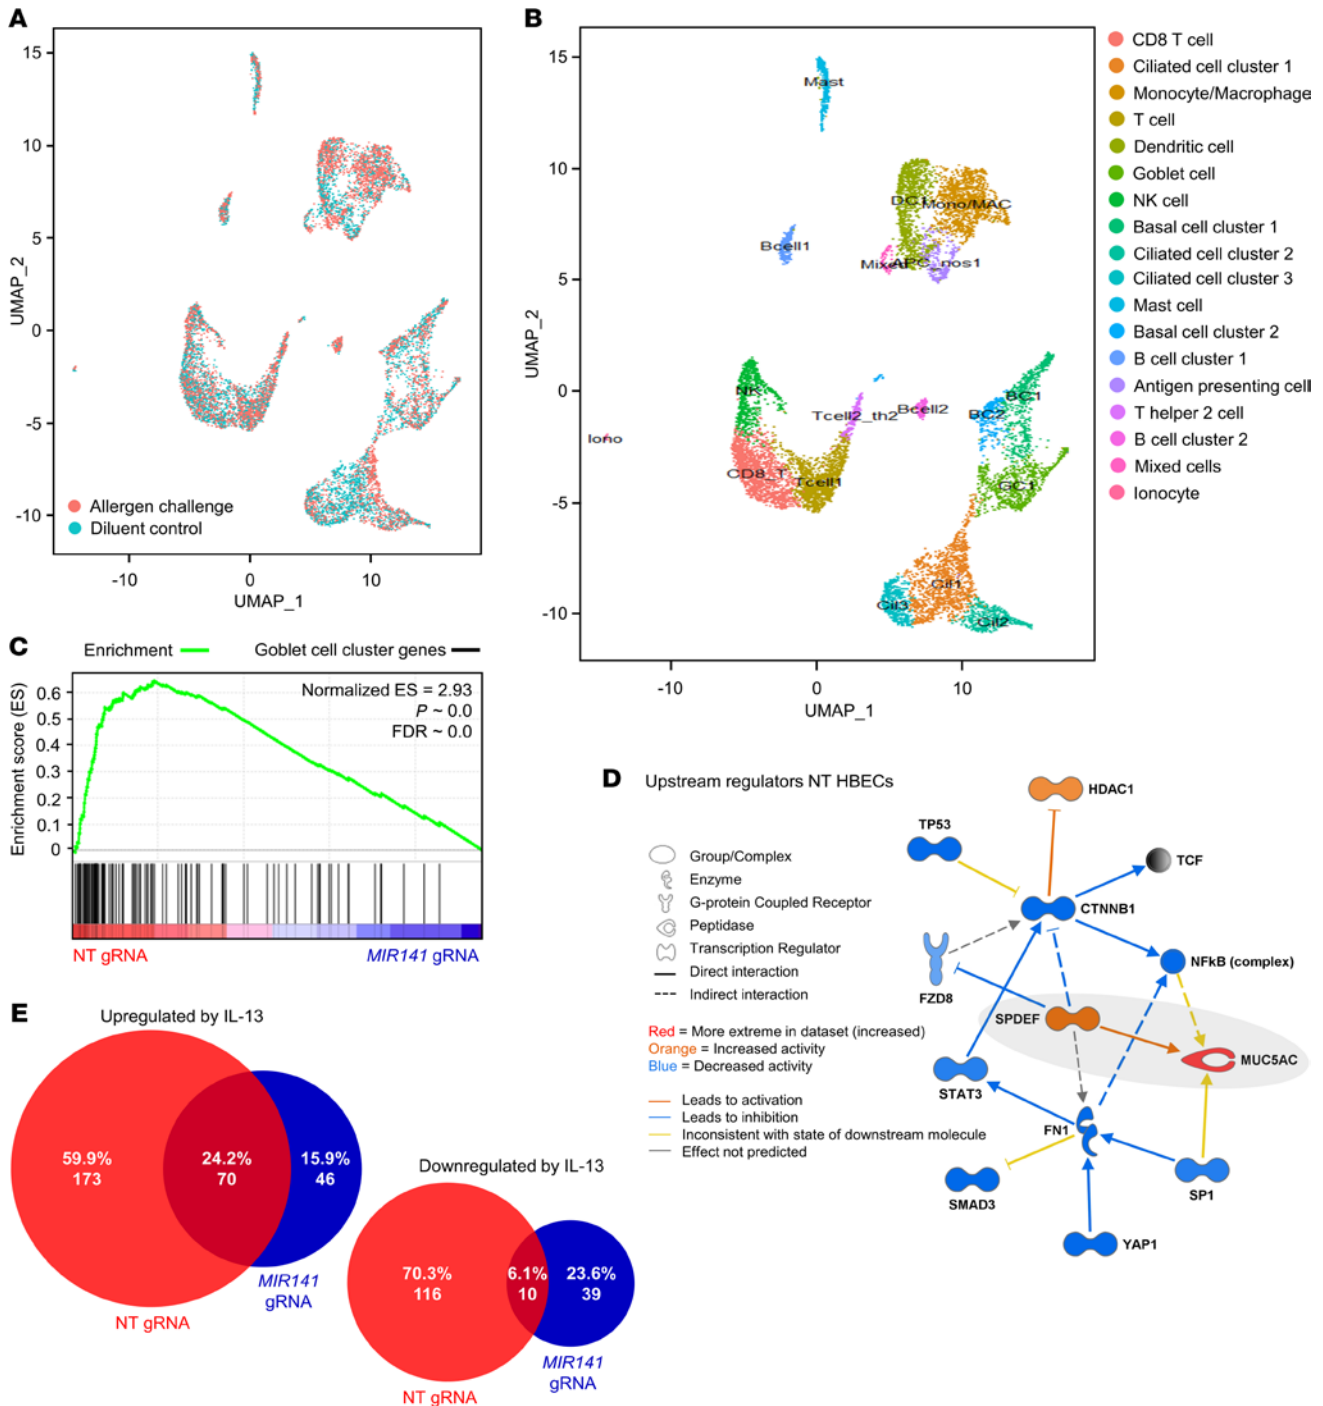 A
15
10
5
0
-5
-10
UMAP_2
-10
0
10
UMAP_1
Allergen challenge
Diluent control
B
15
10
5
0
-5
-10
UMAP_2
-10
0
10
UMAP_1
Mast
DC1
Mono/MAC
Bcell1
Mixed
APC_nos1
NK
Tcell2_th2
Bcell2
BC1
BC2
Iono
CD8_T
Tcell1
GC1
Cil1
Cil3
Cil2
CD8 T cell
Ciliated cell cluster 1
Monocyte/Macrophage
T cell
Dendritic cell
Goblet cell
NK cell
Basal cell cluster 1
Ciliated cell cluster 2
Ciliated cell cluster 3
Mast cell
Basal cell cluster 2
B cell cluster 1
Antigen presenting cell
T helper 2 cell
B cell cluster 2
Mixed cells
Ionocyte
C
Enrichment
Goblet cell cluster genes
Enrichment score (ES)
0.6
0.5
0.4
0.3
0.2
0.1
0
Normalized ES = 2.93
P ~ 0.0
FDR ~ 0.0
NT gRNA
MIR141 gRNA
D
Upstream regulators NT HBECs
Group/Complex
Enzyme
G-protein Coupled Receptor
Peptidase
Transcription Regulator
Direct interaction
Indirect interaction
Red = More extreme in dataset (increased)
Orange = Increased activity
Blue = Decreased activity
Leads to activation
Leads to inhibition
Inconsistent with state of downstream molecule
Effect not predicted
HDAC1
TP53
TCF
CTNNB1
FZD8
NFkB (complex)
SPDEF
MUC5AC
STAT3
FN1
SMAD3
SP1
YAP1
E
Upregulated by IL-13
59.9%
173
24.2%
70
15.9%
46
MIR141
gRNA
NT gRNA
Downregulated by IL-13
70.3%
116
6.1%
10
23.6%
39
MIR141
gRNA
NT gRNA